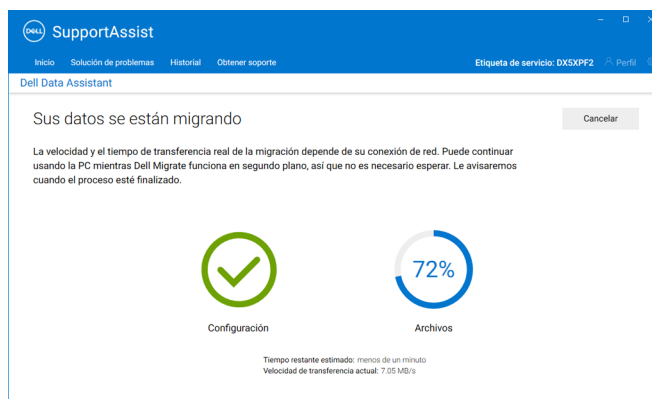 DELL SupportAssist
Inicio Solución de problemas Historial Obtener soporte Etiqueta de servicio: DX5XPF2 Perfil
Dell Data Assistant
Sus datos se están migrando
Cancelar
La velocidad y el tiempo de transferencia real de la migración depende de su conexión de red. Puede continuar
usando la PC mientras Dell Migrate funciona en segundo plano, así que no es necesario esperar. Le avisaremos
cuando el proceso esté finalizado.
72%
Configuración Archivos
Tiempo restante estimado: menos de un minuto
Velocidad de transferencia actual: 7.05 MB/s